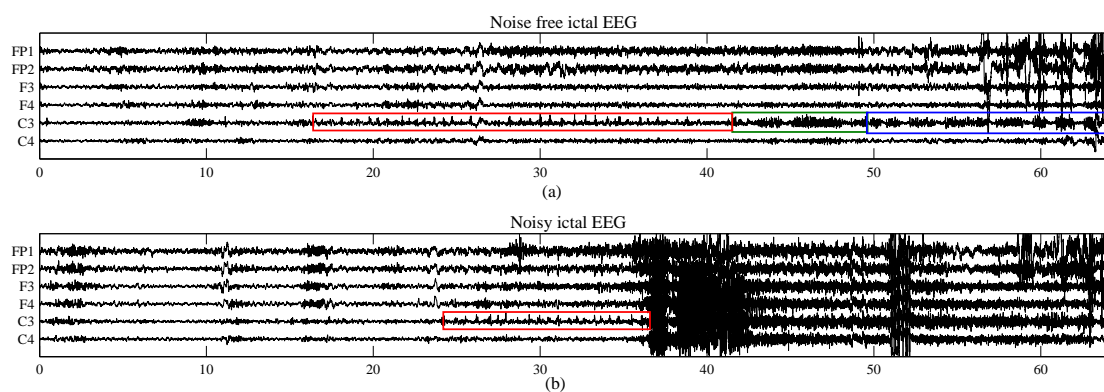 Noise free ictal EEG
FP1
FP2
F3
F4
C3
C4
0 10 20 30 40 50 60
(a)
Noisy ictal EEG
FP1
FP2
F3
F4
C3
C4
0 10 20 30 40 50 60
(b)